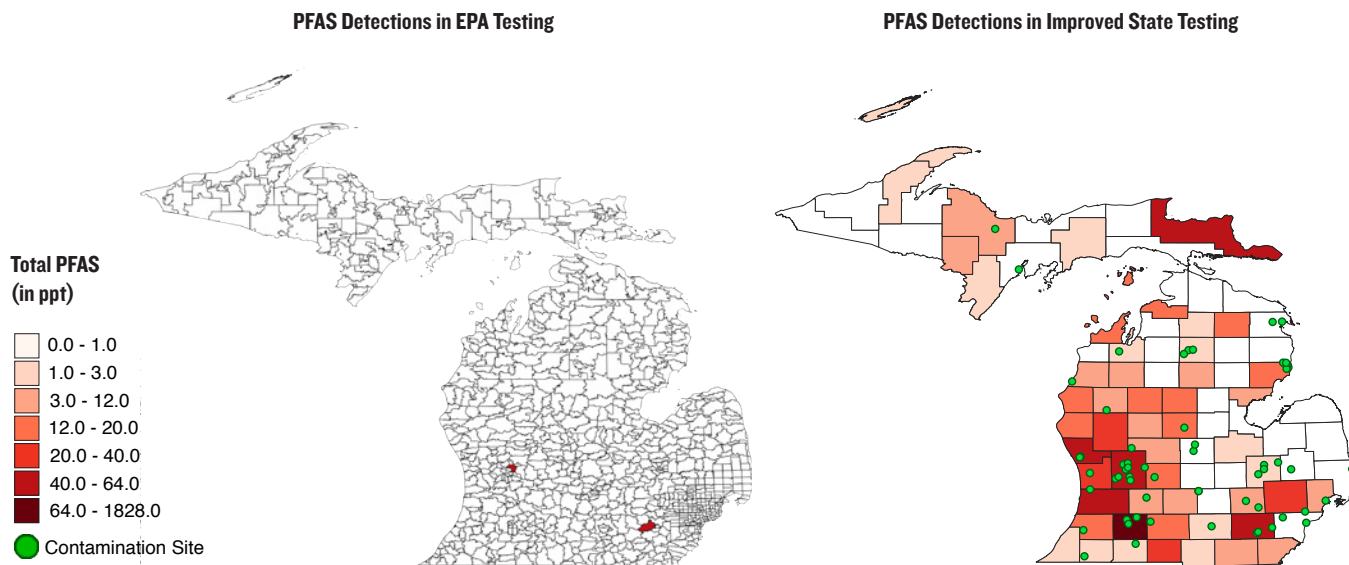 PFAS Detections in EPA Testing
PFAS Detections in Improved State Testing
Total PFAS
(in ppt)
0.0 - 1.0
1.0 - 3.0
3.0 - 12.0
12.0 - 20.0
20.0 - 40.0
40.0 - 64.0
64.0 - 1828.0
Contamination Site